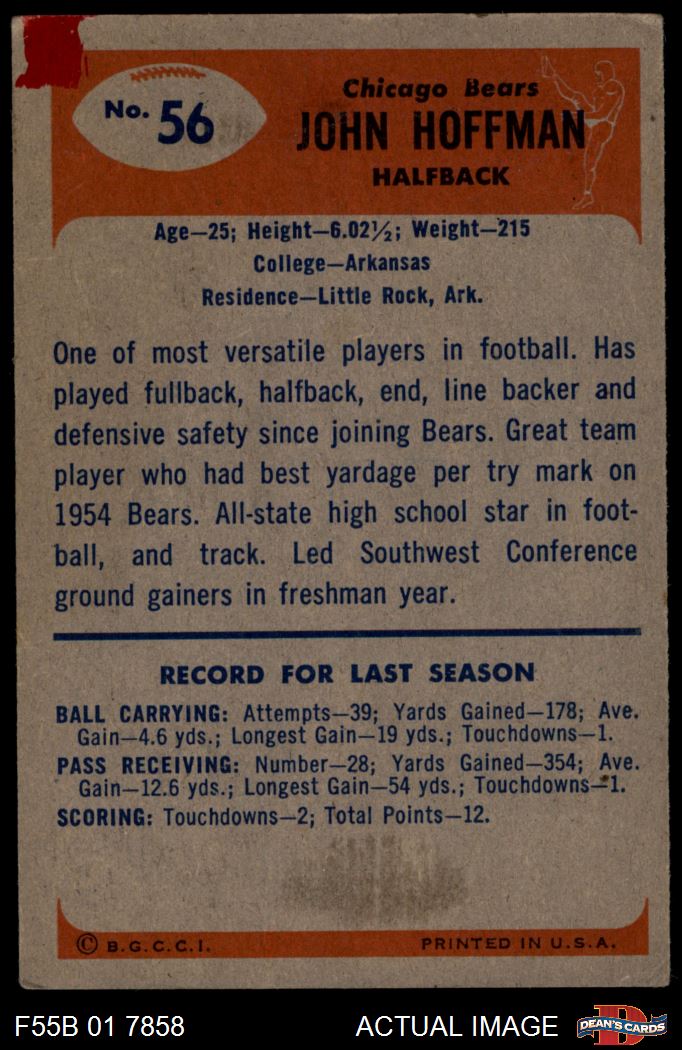 No. 56
Chicago Bears
JOHN HOFFMAN
HALFBACK
Age—25; Height—6.02½; Weight—215
College—Arkansas
Residence—Little Rock, Ark.
One of most versatile players in football. Has
played fullback, halfback, end, line backer and
defensive safety since joining Bears. Great team
player who had best yardage per try mark on
1954 Bears. All-state high school star in foot-
ball, and track. Led Southwest Conference
ground gainers in freshman year.
RECORD FOR LAST SEASON
BALL CARRYING: Attempts—39; Yards Gained—178; Ave.
Gain—4.6 yds.; Longest Gain—19 yds.; Touchdowns—1.
PASS RECEIVING: Number—28; Yards Gained—354; Ave.
Gain—12.6 yds.; Longest Gain—54 yds.; Touchdowns—1.
SCORING: Touchdowns—2; Total Points—12.
© B.G.C.C.I. PRINTED IN U.S.A.
F55B 01 7858 ACTUAL IMAGE
DEAN'S CARDS